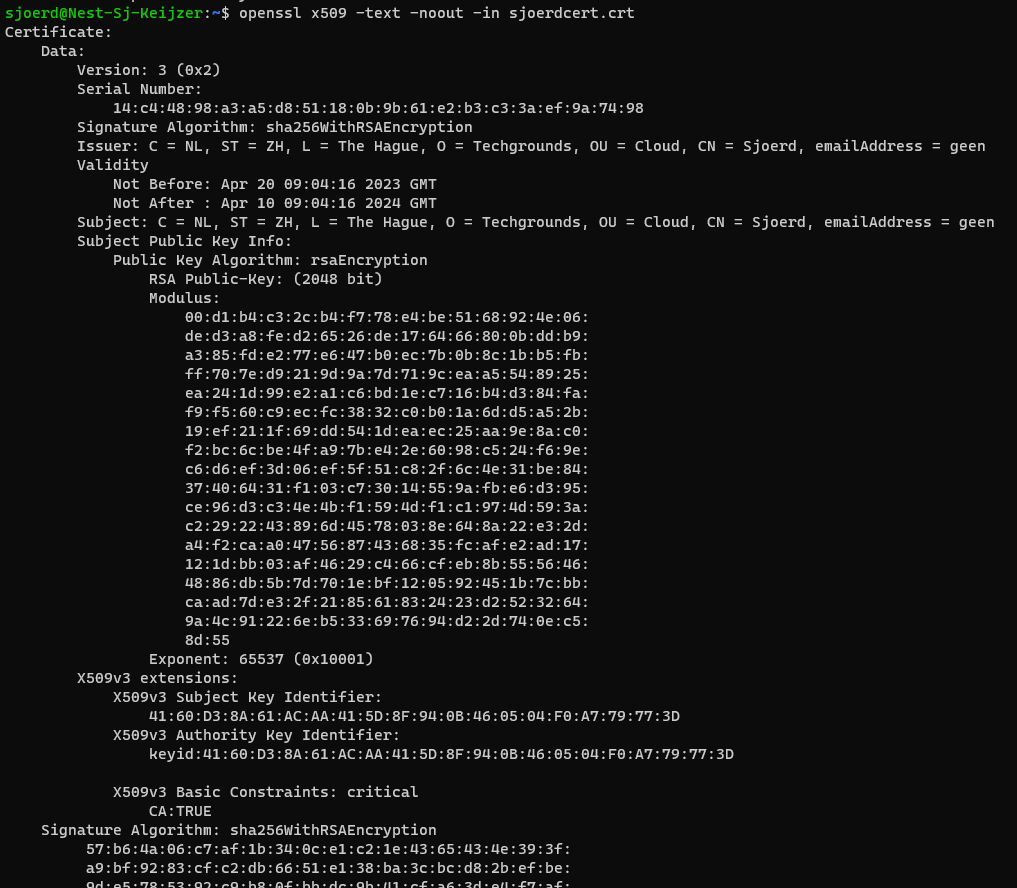 sjoerd@Nest-Sj-Keijzer:~$ openssl x509 -text -noout -in sjoerdcert.crt
Certificate:
    Data:
        Version: 3 (0x2)
        Serial Number:
            14:c4:48:98:a3:a5:d8:51:18:0b:9b:61:e2:b3:c3:3a:ef:9a:74:98
        Signature Algorithm: sha256WithRSAEncryption
        Issuer: C = NL, ST = ZH, L = The Hague, O = Techgrounds, OU = Cloud, CN = Sjoerd, emailAddress = geen
        Validity
            Not Before: Apr 20 09:04:16 2023 GMT
            Not After : Apr 10 09:04:16 2024 GMT
        Subject: C = NL, ST = ZH, L = The Hague, O = Techgrounds, OU = Cloud, CN = Sjoerd, emailAddress = geen
        Subject Public Key Info:
            Public Key Algorithm: rsaEncryption
                RSA Public-Key: (2048 bit)
                Modulus:
                    00:d1:b4:c3:2c:b4:f7:78:e4:be:51:68:92:4e:06:
                    de:d3:a8:fe:d2:65:26:de:17:64:66:80:0b:dd:b9:
                    a3:85:fd:e2:77:e6:47:b0:ec:7b:0b:8c:1b:b5:fb:
                    ff:70:7e:d9:21:9d:9a:7d:71:9c:ea:a5:54:89:25:
                    ea:24:1d:99:e2:a1:c6:bd:1e:c7:16:b4:d3:84:fa:
                    f9:f5:60:c9:ec:fc:38:32:c0:b0:1a:6d:d5:a5:2b:
                    19:ef:21:1f:69:dd:54:1d:ea:ec:25:aa:9e:8a:c0:
                    f2:bc:6c:be:4f:a9:7b:e4:2e:60:98:c5:24:f6:9e:
                    c6:d6:ef:3d:06:ef:5f:51:c8:2f:6c:4e:31:be:84:
                    37:40:64:31:f1:03:c7:30:14:55:9a:fb:e6:d3:95:
                    ce:96:d3:c3:4e:4b:f1:59:4d:f1:c1:97:4d:59:3a:
                    c2:29:22:43:89:6d:45:78:03:8e:64:8a:22:e3:2d:
                    a4:f2:ca:a0:47:56:87:43:68:35:fc:af:e2:ad:17:
                    12:1d:bb:03:af:46:29:c4:66:cf:eb:8b:55:56:46:
                    48:86:db:5b:7d:70:1e:bf:12:05:92:45:1b:7c:bb:
                    ca:ad:7d:e3:2f:21:85:61:83:24:23:d2:52:32:64:
                    9a:4c:91:22:6e:b5:33:69:76:94:d2:2d:74:0e:c5:
                    8d:55
                Exponent: 65537 (0x10001)
        X509v3 extensions:
            X509v3 Subject Key Identifier:
                41:60:D3:8A:61:AC:AA:41:5D:8F:94:0B:46:05:04:F0:A7:79:77:3D
            X509v3 Authority Key Identifier:
                keyid:41:60:D3:8A:61:AC:AA:41:5D:8F:94:0B:46:05:04:F0:A7:79:77:3D
            X509v3 Basic Constraints: critical
                CA:TRUE
    Signature Algorithm: sha256WithRSAEncryption
         57:b6:4a:06:c7:af:1b:34:0c:e1:c2:1e:43:65:43:4e:39:3f:
         a9:bf:92:83:cf:c2:db:66:51:e1:38:ba:3c:bc:d8:2b:ef:be:
         9d:e5:78:53:92:c9:b8:0f:bb:dc:9b:41:cf:a6:3d:e4:f7:af: